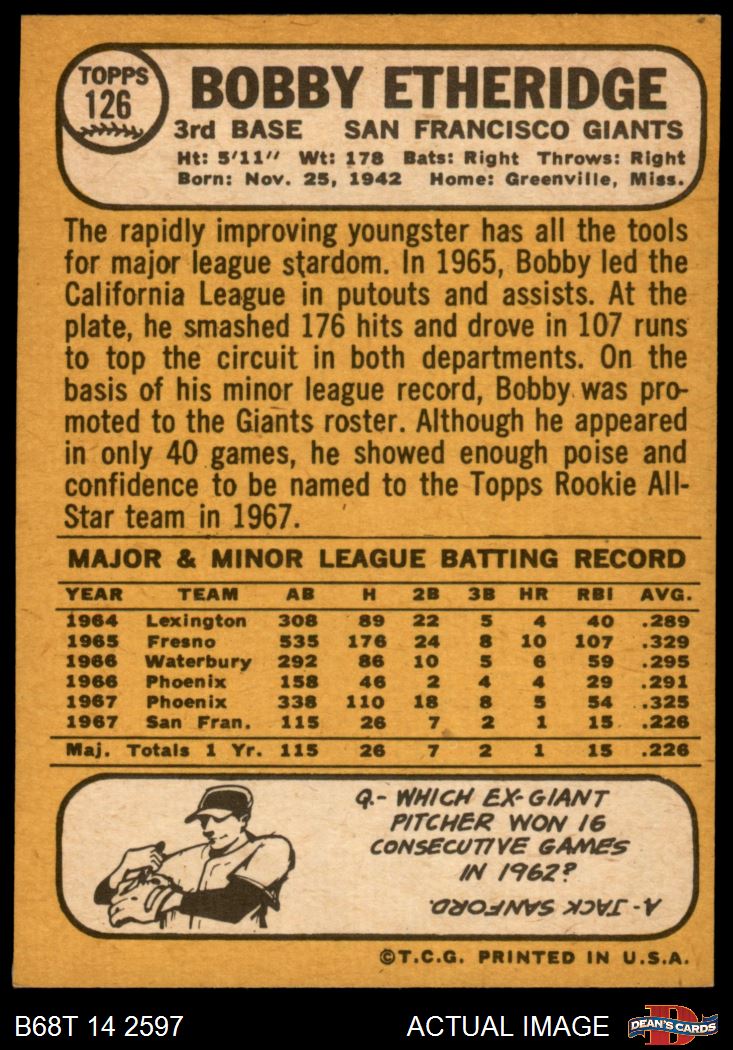 TOPPS
126
BOBBY ETHERIDGE
3rd BASE SAN FRANCISCO GIANTS
Ht: 5'11" Wt: 178 Bats: Right Throws: Right
Born: Nov. 25, 1942 Home: Greenville, Miss.
The rapidly improving youngster has all the tools
for major league stardom. In 1965, Bobby led the
California League in putouts and assists. At the
plate, he smashed 176 hits and drove in 107 runs
to top the circuit in both departments. On the
basis of his minor league record, Bobby was pro-
moted to the Giants roster. Although he appeared
in only 40 games, he showed enough poise and
confidence to be named to the Topps Rookie All-
Star team in 1967.
MAJOR & MINOR LEAGUE BATTING RECORD
YEAR TEAM AB H 2B 3B HR RBI AVG.
1964 Lexington 308 89 22 5 4 40 .289
1965 Fresno 535 176 24 8 10 107 .329
1966 Waterbury 292 86 10 5 6 59 .295
1966 Phoenix 158 46 2 4 4 29 .291
1967 Phoenix 338 110 18 8 5 54 .325
1967 San Fran. 115 26 7 2 1 15 .226
Maj. Totals 1 Yr. 115 26 7 2 1 15 .226
Q.- WHICH EX-GIANT
PITCHER WON 16
CONSECUTIVE GAMES
IN 1962?
A- JACK SANFORD.
©T.C.G. PRINTED IN U.S.A.
B68T 14 2597 ACTUAL IMAGE D DEAN'S CARDS